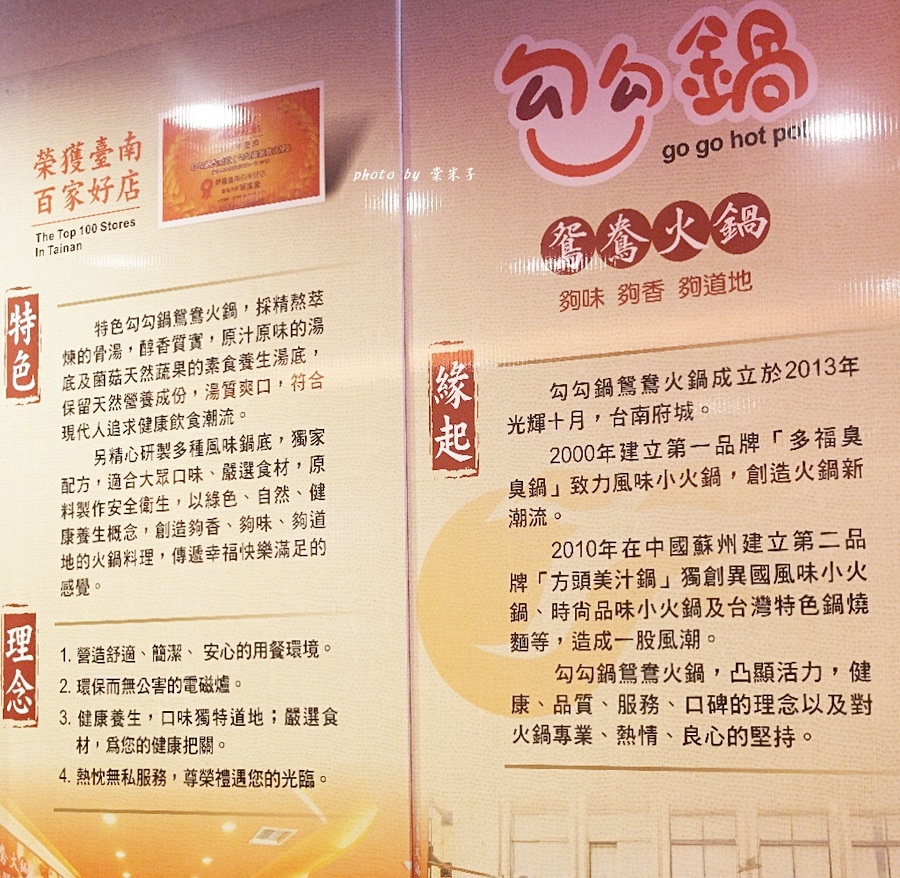 榮獲臺南
百家好店
The Top 100 Stores
In Tainan
photo by 棠米子
特色
特色勾勾鍋鴛鴦火鍋，採精熬萃
煉的骨湯，醇香質實，原汁原味的湯
底及菌菇天然蔬果的素食養生湯底，
保留天然營養成份，湯質爽口，符合
現代人追求健康飲食潮流。
另精心研製多種風味鍋底，獨家
配方，適合大眾口味、嚴選食材，原
料製作安全衛生，以綠色、自然、健
康養生概念，創造夠香、夠味、夠道
地的火鍋料理，傳遞幸福快樂滿足的
感覺。
理念
1. 營造舒適、簡潔、 安心的用餐環境。
2. 環保而無公害的電磁爐。
3. 健康養生，口味獨特道地；嚴選食
材，爲您的健康把關。
4. 熱忱無私服務，尊榮禮遇您的光臨。
勾勾鍋
go go hot pot
鴛鴦火鍋
夠味 夠香 夠道地
緣起
勾勾鍋鴛鴦火鍋成立於2013年
光輝十月，台南府城。
2000年建立第一品牌「多福臭
臭鍋」致力風味小火鍋，創造火鍋新
潮流。
2010年在中國蘇州建立第二品
牌「方頭美汁鍋」獨創異國風味小火
鍋、時尚品味小火鍋及台灣特色鍋燒
麵等，造成一股風潮。
勾勾鍋鴛鴦火鍋，凸顯活力，健
康、品質、服務、口碑的理念以及對
火鍋專業、熱情、良心的堅持。